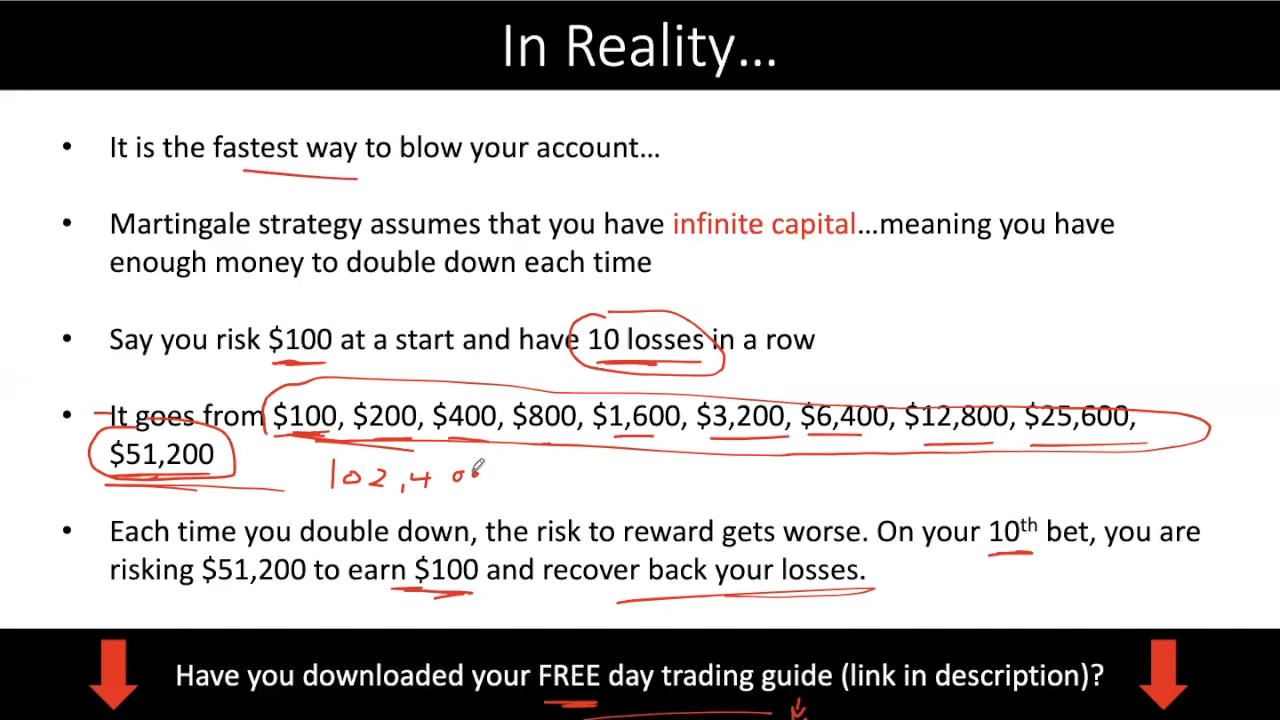 In Reality...
• It is the fastest way to blow your account...
• Martingale strategy assumes that you have infinite capital...meaning you have
enough money to double down each time
• Say you risk $100 at a start and have 10 losses in a row
• It goes from $100, $200, $400, $800, $1,600, $3,200, $6,400, $12,800, $25,600,
$51,200
102,400
• Each time you double down, the risk to reward gets worse. On your 10th bet, you are
risking $51,200 to earn $100 and recover back your losses.
Have you downloaded your FREE day trading guide (link in description)?